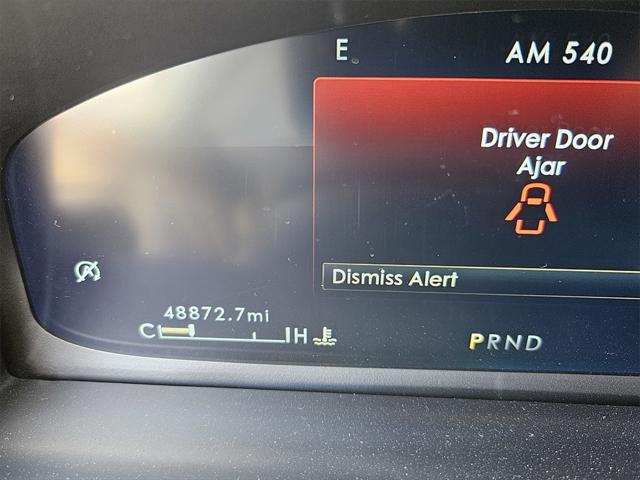 E
AM 540
Driver Door
Ajar
Dismiss Alert
48872.7mi
C H
PRND